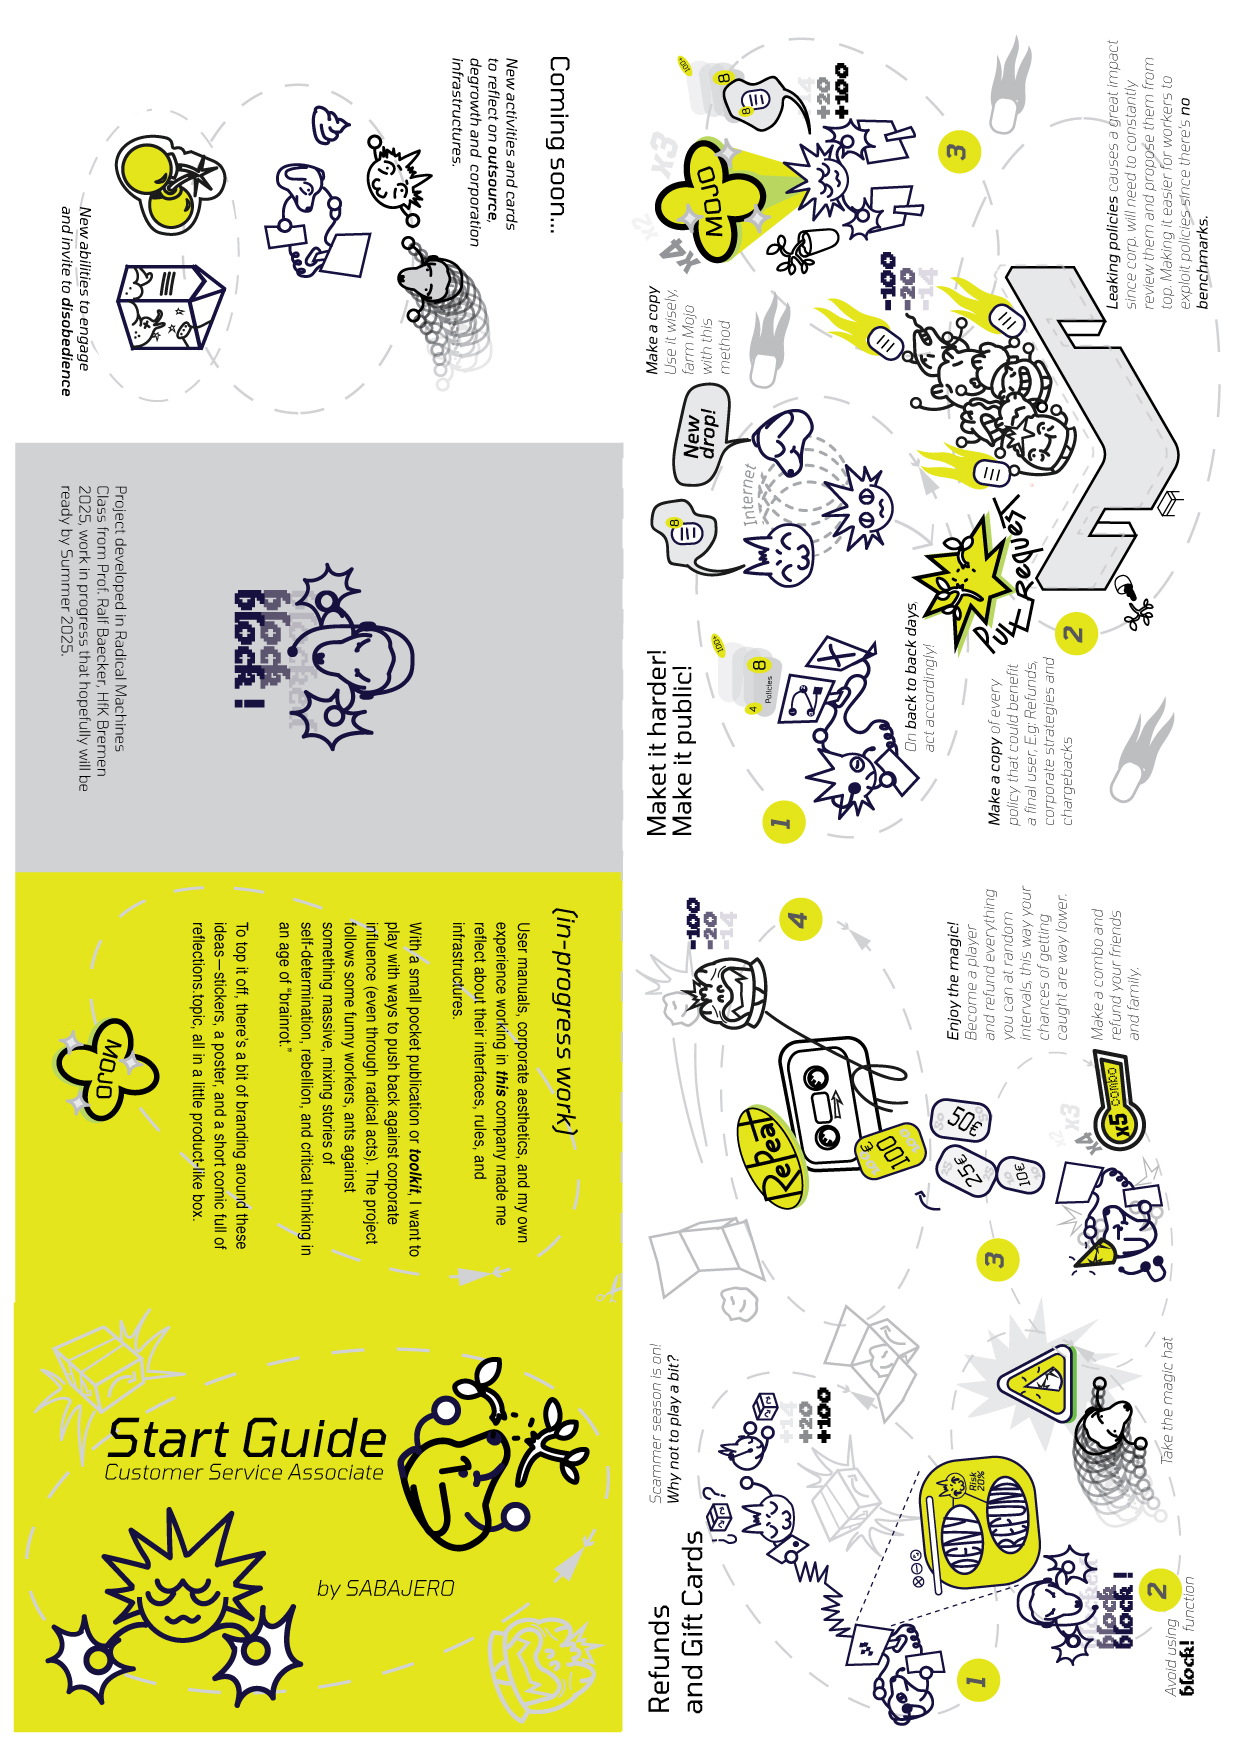 Start Guide
Customer Service Associate
by SABAJERO
(in-progress work)
User manuals, corporate aesthetics, and my own
experience working in this company made me
reflect about their interfaces, rules, and
infrastructures.
With a small pocket publication or toolkit, I want to
play with ways to push back against corporate
influence (even through radical acts). The project
follows some funny workers, ants against
something massive, mixing stories of
self-determination, rebellion, and critical thinking in
an age of “brainrot.”
To top it off, there’s a bit of branding around these
ideas—stickers, a poster, and a short comic full of
reflections.topic, all in a little product-like box.
MOJO
block !
block
Project developed in Radical Machines
Class from Prof. Ralf Baecker, HfK Bremen
2025, work in progress that hopefully will be
ready by Summer 2025.
Coming soon...
New activities and cards
to reflect on outsource,
degrowth and corporation
infrastructures.
New abilities to engage
and invite to disobedience
Refunds
and Gift Cards
Scammer season is on!
Why not to play a bit?
+14
+20
+100
1
DENY
REFUND
Risk
20%
block
block !
2
Avoid using
block! function
Take the magic hat
3
x3
x4
x5
combo
Make a combo and
refund your friends
and family.
10€
25€
50€
100
Repeat
4
-100
-20
-14
Enjoy the magic!
Become a player
and refund everything
you can at random
intervals, this way your
chances of getting
caught are way lower.
Maket it harder!
Make it public!
1
4
Policies
8
100+
On back to back days,
act accordingly!
8
New
drop!
Internet
Make a copy of every
policy that could benefit
a final user, E.g: Refunds,
corporate strategies and
chargebacks
2
PULL REQUEST
-100
-20
-14
Make a copy
Use it wisely,
farm Mojo
with this
method
x2
x3
x4
MOJO
8
8
100+
+14
+20
+100
3
Leaking policies causes a great impact
since corp. will need to constantly
review them and propose them from
top. Making it easier for workers to
exploit policies since there's no
benchmarks.